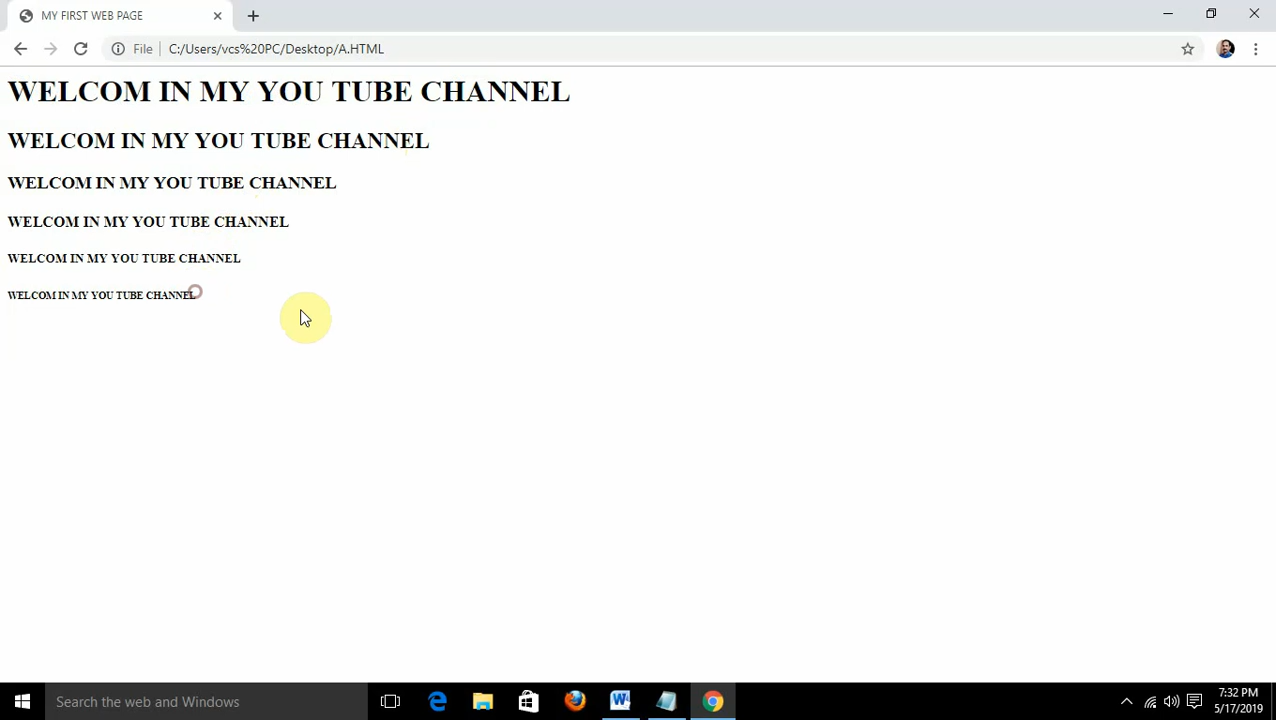 MY FIRST WEB PAGE
File C:/Users/vcs%20PC/Desktop/A.HTML
WELCOM IN MY YOU TUBE CHANNEL
WELCOM IN MY YOU TUBE CHANNEL
WELCOM IN MY YOU TUBE CHANNEL
WELCOM IN MY YOU TUBE CHANNEL
WELCOM IN MY YOU TUBE CHANNEL
WELCOM IN MY YOU TUBE CHANNEL
Search the web and Windows
7:32 PM
5/17/2019